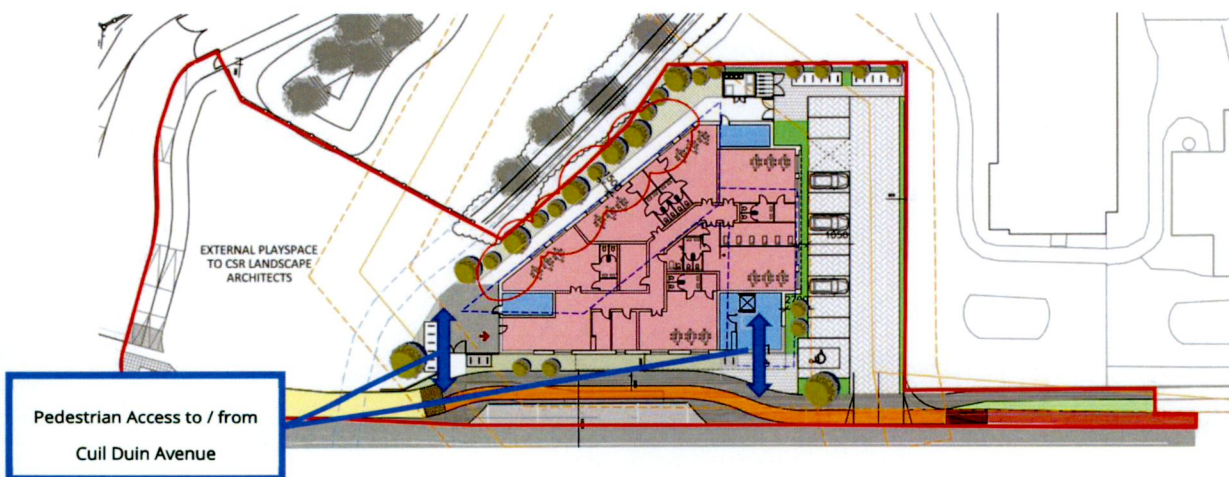 EXTERNAL PLAYSPACE
TO CSR LANDSCAPE
ARCHITECTS
Pedestrian Access to / from
Cuil Duin Avenue